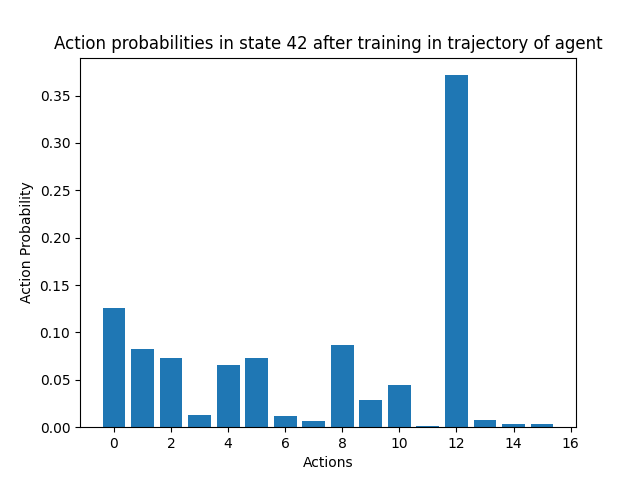 Action probabilities in state 42 after training in trajectory of agent
Action Probability
0.35
0.30
0.25
0.20
0.15
0.10
0.05
0.00
0 2 4 6 8 10 12 14 16
Actions